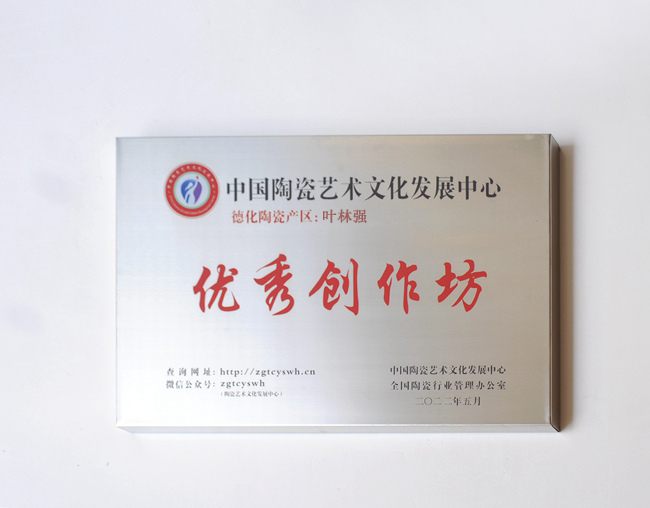 中国陶瓷艺术文化发展中心
德化陶瓷产区：叶林强
优秀创作坊
查询网址：http://zgtcyswh.cn
微信公众号：zgtcyswh
（陶瓷艺术文化发展中心）
中国陶瓷艺术文化发展中心
全国陶瓷行业管理办公室
二〇二二年五月